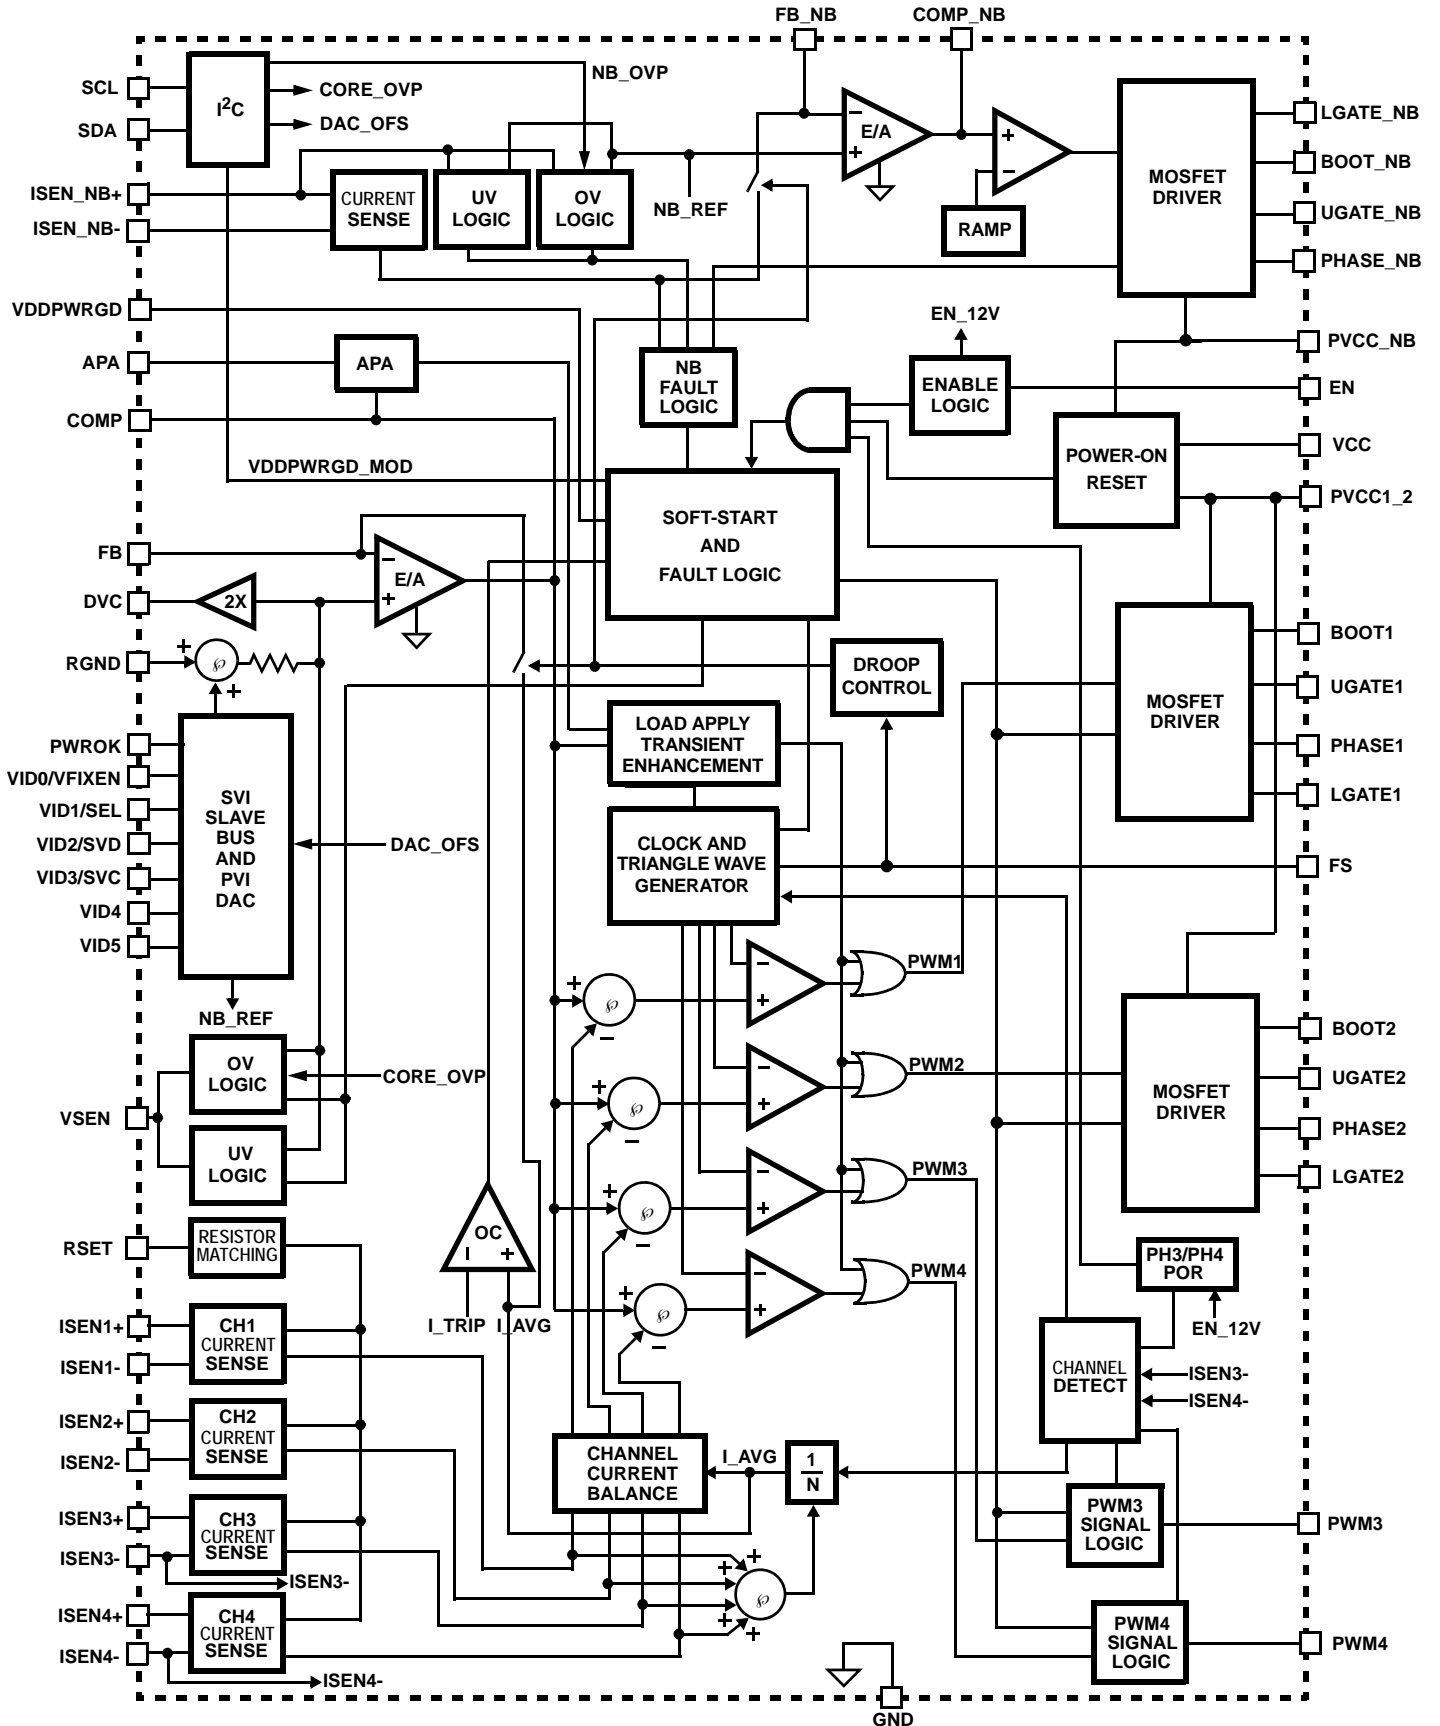 FB_NB
COMP_NB
SCL
SDA
I²C
NB_OVP
CORE_OVP
DAC_OFS
ISEN_NB+
ISEN_NB-
CURRENT
SENSE
UV
LOGIC
OV
LOGIC
NB_REF
−
E/A
+
+
−
RAMP
MOSFET
DRIVER
LGATE_NB
BOOT_NB
UGATE_NB
PHASE_NB
VDDPWRGD
APA
APA
COMP
NB
FAULT
LOGIC
EN_12V
ENABLE
LOGIC
PVCC_NB
EN
VCC
PVCC1_2
POWER-ON
RESET
VDDPWRGD_MOD
SOFT-START
AND
FAULT LOGIC
FB
DVC
2X
−
E/A
+
RGND
+
+
DROOP
CONTROL
MOSFET
DRIVER
BOOT1
UGATE1
PHASE1
LGATE1
LOAD APPLY
TRANSIENT
ENHANCEMENT
PWROK
VID0/VFIXEN
VID1/SEL
VID2/SVD
VID3/SVC
VID4
VID5
SVI
SLAVE
BUS
AND
PVI
DAC
DAC_OFS
NB_REF
CLOCK AND
TRIANGLE WAVE
GENERATOR
FS
+
−
−
+
PWM1
+
−
−
+
PWM2
+
−
−
+
PWM3
+
−
−
+
PWM4
MOSFET
DRIVER
BOOT2
UGATE2
PHASE2
LGATE2
OV
LOGIC
CORE_OVP
VSEN
UV
LOGIC
RSET
RESISTOR
MATCHING
OC
−
+
I_TRIP
I_AVG
PH3/PH4
POR
EN_12V
CHANNEL
DETECT
ISEN3-
ISEN4-
ISEN1+
ISEN1-
CH1
CURRENT
SENSE
ISEN2+
ISEN2-
CH2
CURRENT
SENSE
CHANNEL
CURRENT
BALANCE
I_AVG
1
N
ISEN3+
ISEN3-
CH3
CURRENT
SENSE
ISEN3-
PWM3
SIGNAL
LOGIC
PWM3
+
+
+
+
ISEN4+
ISEN4-
CH4
CURRENT
SENSE
ISEN4-
PWM4
SIGNAL
LOGIC
PWM4
GND